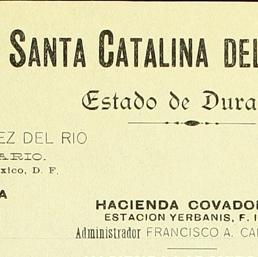 SANTA CATALINA DEL
Estado de Dura
EZ DEL RIO
ARIO.
xico, D. F.
A
HACIENDA COVADO
ESTACION YERBANIS, F. I
Administrador FRANCISCO A. CA